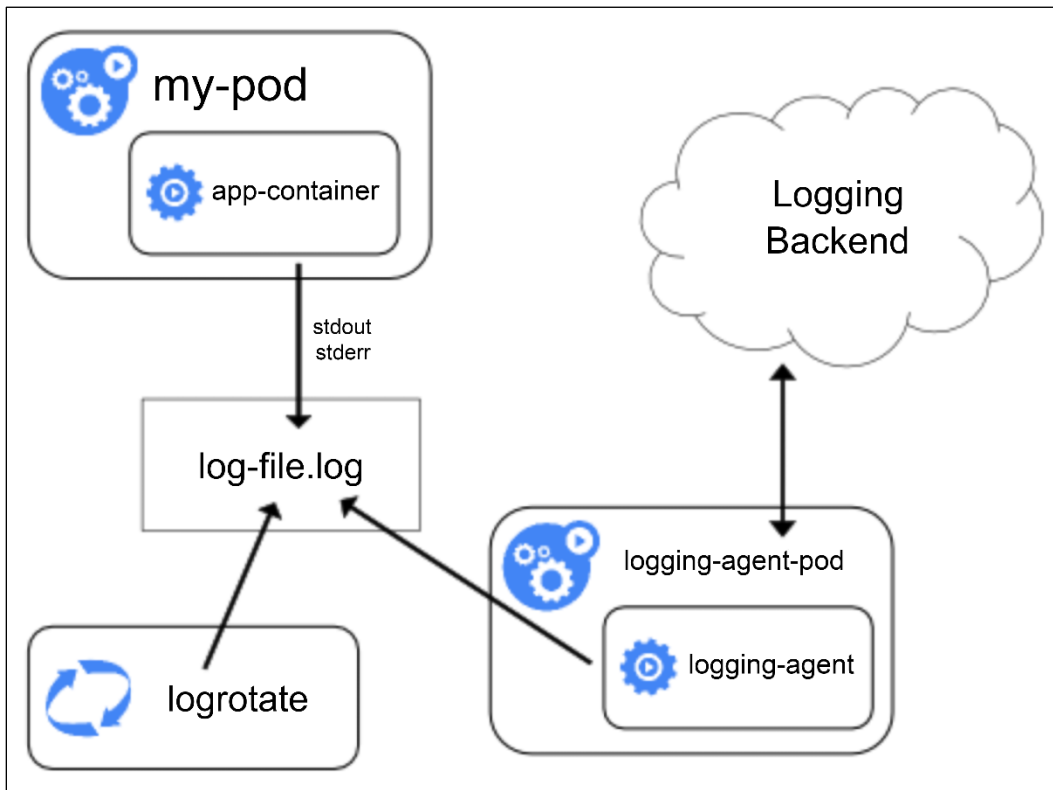 my-pod
app-container
Logging
Backend
stdout
stderr
log-file.log
logging-agent-pod
logging-agent
logrotate